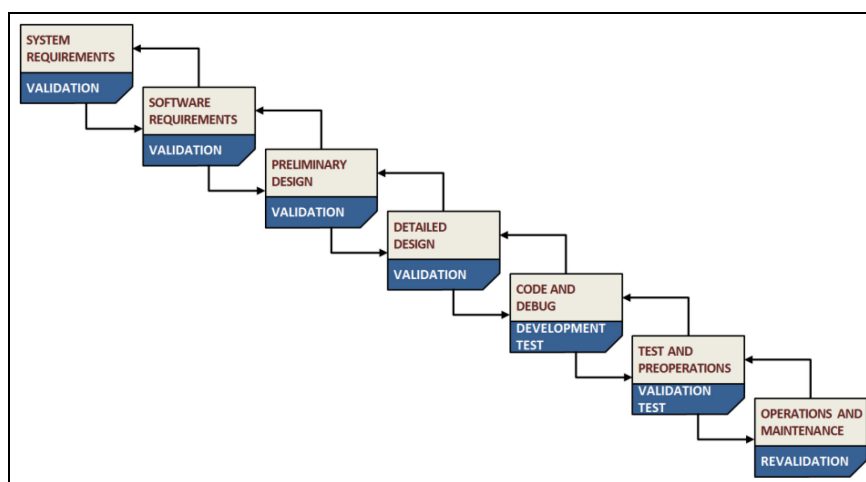 SYSTEM
REQUIREMENTS
VALIDATION
SOFTWARE
REQUIREMENTS
VALIDATION
PRELIMINARY
DESIGN
VALIDATION
DETAILED
DESIGN
VALIDATION
CODE AND
DEBUG
DEVELOPMENT
TEST
TEST AND
PREOPERATIONS
VALIDATION
TEST
OPERATIONS AND
MAINTENANCE
REVALIDATION